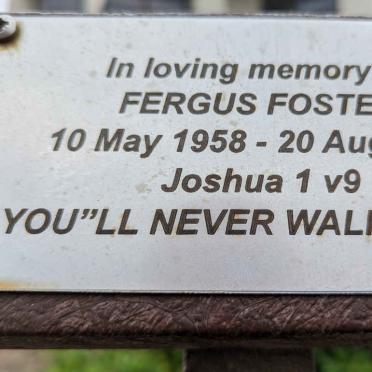 In loving memory
FERGUS FOSTE
10 May 1958 - 20 Aug
Joshua 1 v9
YOU”LL NEVER WAL